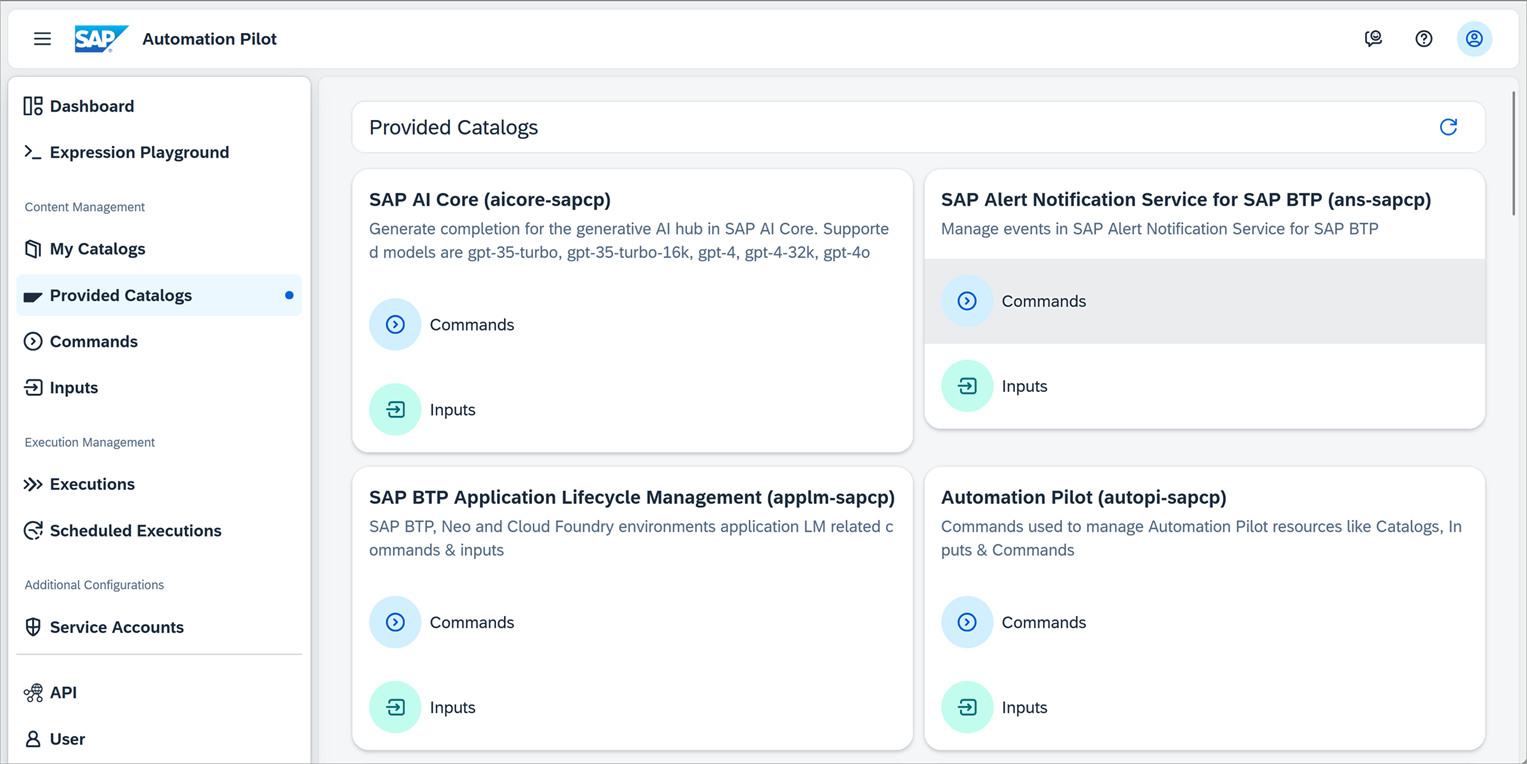 SAP Automation Pilot
Dashboard
Expression Playground
Content Management
My Catalogs
Provided Catalogs
Commands
Inputs
Execution Management
Executions
Scheduled Executions
Additional Configurations
Service Accounts
API
User
Provided Catalogs
SAP AI Core (aicore-sapcp)
Generate completion for the generative AI hub in SAP AI Core. Supporte
d models are gpt-35-turbo, gpt-35-turbo-16k, gpt-4, gpt-4-32k, gpt-4o
Commands
Inputs
SAP Alert Notification Service for SAP BTP (ans-sapcp)
Manage events in SAP Alert Notification Service for SAP BTP
Commands
Inputs
SAP BTP Application Lifecycle Management (applm-sapcp)
SAP BTP, Neo and Cloud Foundry environments application LM related c
ommands & inputs
Commands
Inputs
Automation Pilot (autopi-sapcp)
Commands used to manage Automation Pilot resources like Catalogs, In
puts & Commands
Commands
Inputs